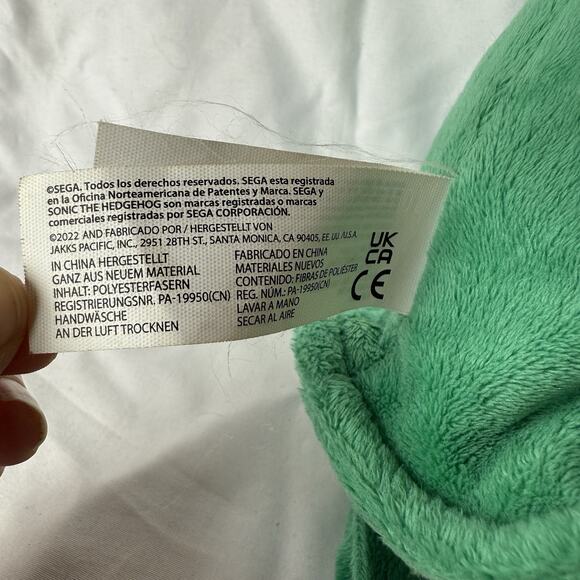 ©SEGA. Todos los derechos reservados. SEGA esta registrada
en la Oficina Norteamericana de Patentes y Marca. SEGA y
SONIC THE HEDGEHOG son marcas registradas o marcas
comerciales registradas por SEGA CORPORACIÓN.
©2022 AND FABRICADO POR / HERGESTELLT VON
JAKKS PACIFIC, INC., 2951 28TH ST., SANTA MONICA, CA 90405, EE. UU. /U.S.A.
IN CHINA HERGESTELLT
GANZ AUS NEUEM MATERIAL
INHALT: POLYESTERFASERN
REGISTRIERUNGSNR. PA-19950(CN)
HANDWÄSCHE
AN DER LUFT TROCKNEN
FABRICADO EN CHINA
MATERIALES NUEVOS
CONTENIDO: FIBRAS DE POLIÉSTER
REG. NÚM.: PA-19950(CN)
LAVAR A MANO
SECAR AL AIRE
UK
CA
CE